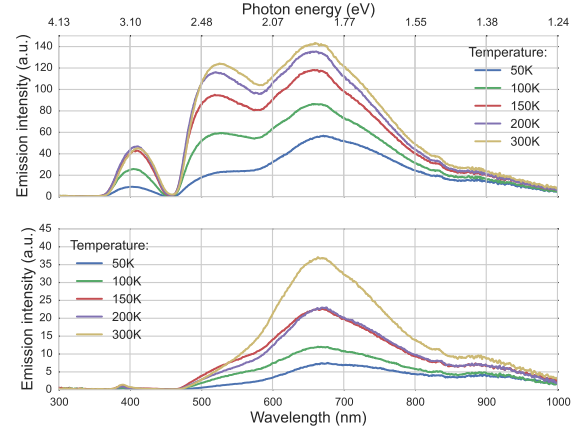 Photon energy (eV)
4.13 3.10 2.48 2.07 1.77 1.55 1.38 1.24
Emission intensity (a.u.)
140
120
100
80
60
40
20
0
Temperature:
50K
100K
150K
200K
300K
Emission intensity (a.u.)
45
40
35
30
25
20
15
10
5
0
Temperature:
50K
100K
150K
200K
300K
300 400 500 600 700 800 900 1000
Wavelength (nm)